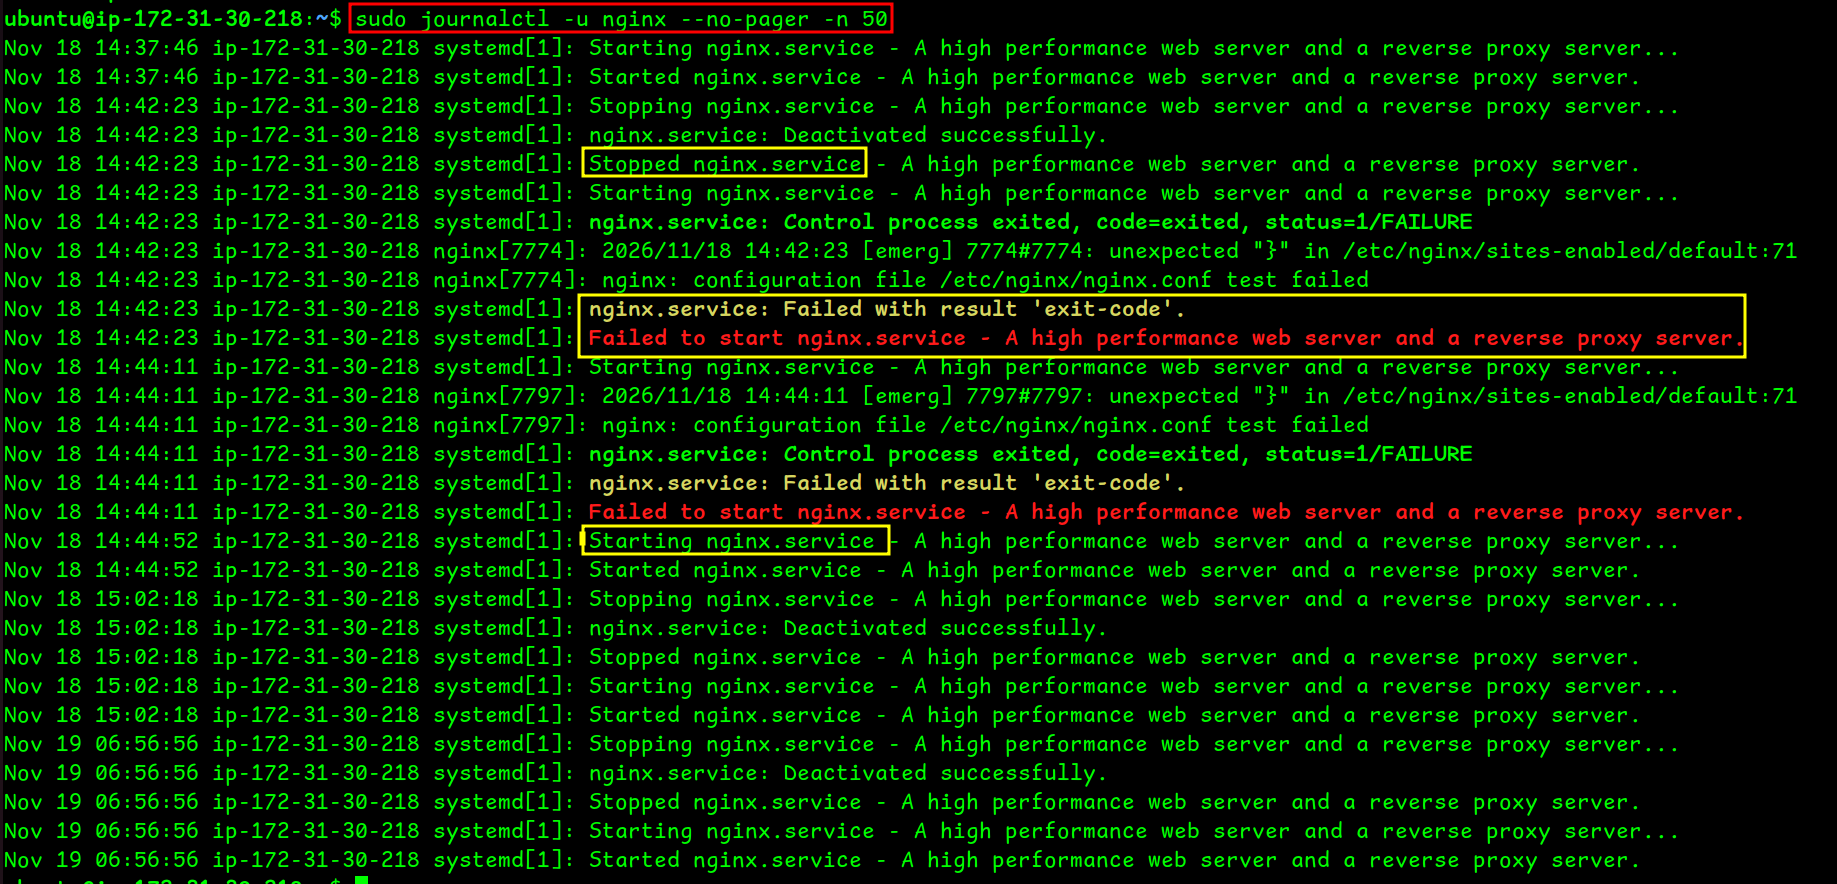 ubuntu@ip-172-31-30-218:~$ sudo journalctl -u nginx --no-pager -n 50
Nov 18 14:37:46 ip-172-31-30-218 systemd[1]: Starting nginx.service - A high performance web server and a reverse proxy server...
Nov 18 14:37:46 ip-172-31-30-218 systemd[1]: Started nginx.service - A high performance web server and a reverse proxy server.
Nov 18 14:42:23 ip-172-31-30-218 systemd[1]: Stopping nginx.service - A high performance web server and a reverse proxy server...
Nov 18 14:42:23 ip-172-31-30-218 systemd[1]: nginx.service: Deactivated successfully.
Nov 18 14:42:23 ip-172-31-30-218 systemd[1]: Stopped nginx.service - A high performance web server and a reverse proxy server.
Nov 18 14:42:23 ip-172-31-30-218 systemd[1]: Starting nginx.service - A high performance web server and a reverse proxy server...
Nov 18 14:42:23 ip-172-31-30-218 systemd[1]: nginx.service: Control process exited, code=exited, status=1/FAILURE
Nov 18 14:42:23 ip-172-31-30-218 nginx[7774]: 2026/11/18 14:42:23 [emerg] 7774#7774: unexpected "}" in /etc/nginx/sites-enabled/default:71
Nov 18 14:42:23 ip-172-31-30-218 nginx[7774]: nginx: configuration file /etc/nginx/nginx.conf test failed
Nov 18 14:42:23 ip-172-31-30-218 systemd[1]: nginx.service: Failed with result 'exit-code'.
Nov 18 14:42:23 ip-172-31-30-218 systemd[1]: Failed to start nginx.service - A high performance web server and a reverse proxy server.
Nov 18 14:44:11 ip-172-31-30-218 systemd[1]: Starting nginx.service - A high performance web server and a reverse proxy server...
Nov 18 14:44:11 ip-172-31-30-218 nginx[7797]: 2026/11/18 14:44:11 [emerg] 7797#7797: unexpected "}" in /etc/nginx/sites-enabled/default:71
Nov 18 14:44:11 ip-172-31-30-218 nginx[7797]: nginx: configuration file /etc/nginx/nginx.conf test failed
Nov 18 14:44:11 ip-172-31-30-218 systemd[1]: nginx.service: Control process exited, code=exited, status=1/FAILURE
Nov 18 14:44:11 ip-172-31-30-218 systemd[1]: nginx.service: Failed with result 'exit-code'.
Nov 18 14:44:11 ip-172-31-30-218 systemd[1]: Failed to start nginx.service - A high performance web server and a reverse proxy server.
Nov 18 14:44:52 ip-172-31-30-218 systemd[1]: Starting nginx.service - A high performance web server and a reverse proxy server...
Nov 18 14:44:52 ip-172-31-30-218 systemd[1]: Started nginx.service - A high performance web server and a reverse proxy server.
Nov 18 15:02:18 ip-172-31-30-218 systemd[1]: Stopping nginx.service - A high performance web server and a reverse proxy server...
Nov 18 15:02:18 ip-172-31-30-218 systemd[1]: nginx.service: Deactivated successfully.
Nov 18 15:02:18 ip-172-31-30-218 systemd[1]: Stopped nginx.service - A high performance web server and a reverse proxy server.
Nov 18 15:02:18 ip-172-31-30-218 systemd[1]: Starting nginx.service - A high performance web server and a reverse proxy server...
Nov 18 15:02:18 ip-172-31-30-218 systemd[1]: Started nginx.service - A high performance web server and a reverse proxy server.
Nov 19 06:56:56 ip-172-31-30-218 systemd[1]: Stopping nginx.service - A high performance web server and a reverse proxy server...
Nov 19 06:56:56 ip-172-31-30-218 systemd[1]: nginx.service: Deactivated successfully.
Nov 19 06:56:56 ip-172-31-30-218 systemd[1]: Stopped nginx.service - A high performance web server and a reverse proxy server.
Nov 19 06:56:56 ip-172-31-30-218 systemd[1]: Starting nginx.service - A high performance web server and a reverse proxy server...
Nov 19 06:56:56 ip-172-31-30-218 systemd[1]: Started nginx.service - A high performance web server and a reverse proxy server.